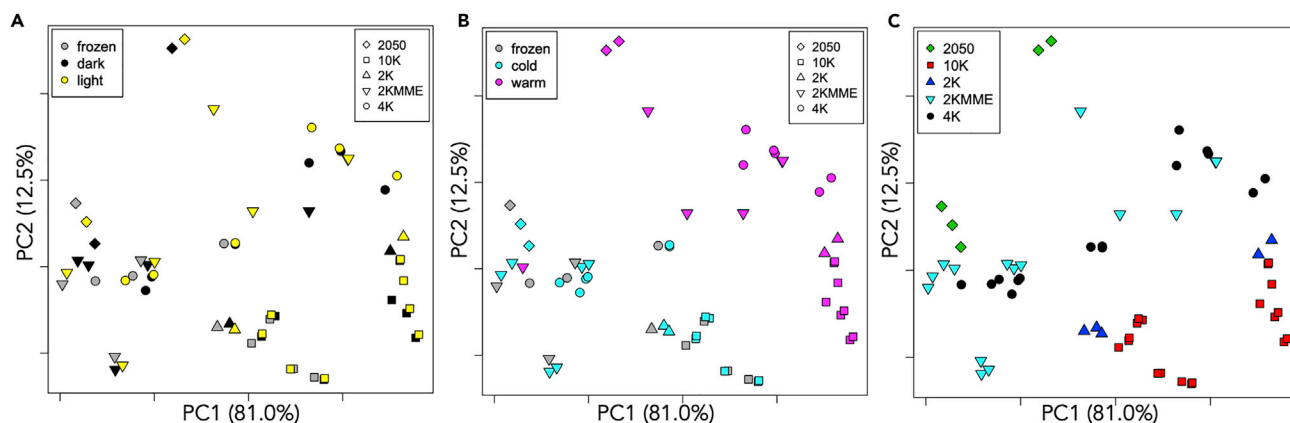 A
frozen
dark
light
2050
10K
2K
2KMME
4K
PC2 (12.5%)
PC1 (81.0%)
B
frozen
cold
warm
2050
10K
2K
2KMME
4K
PC2 (12.5%)
PC1 (81.0%)
C
2050
10K
2K
2KMME
4K
PC2 (12.5%)
PC1 (81.0%)